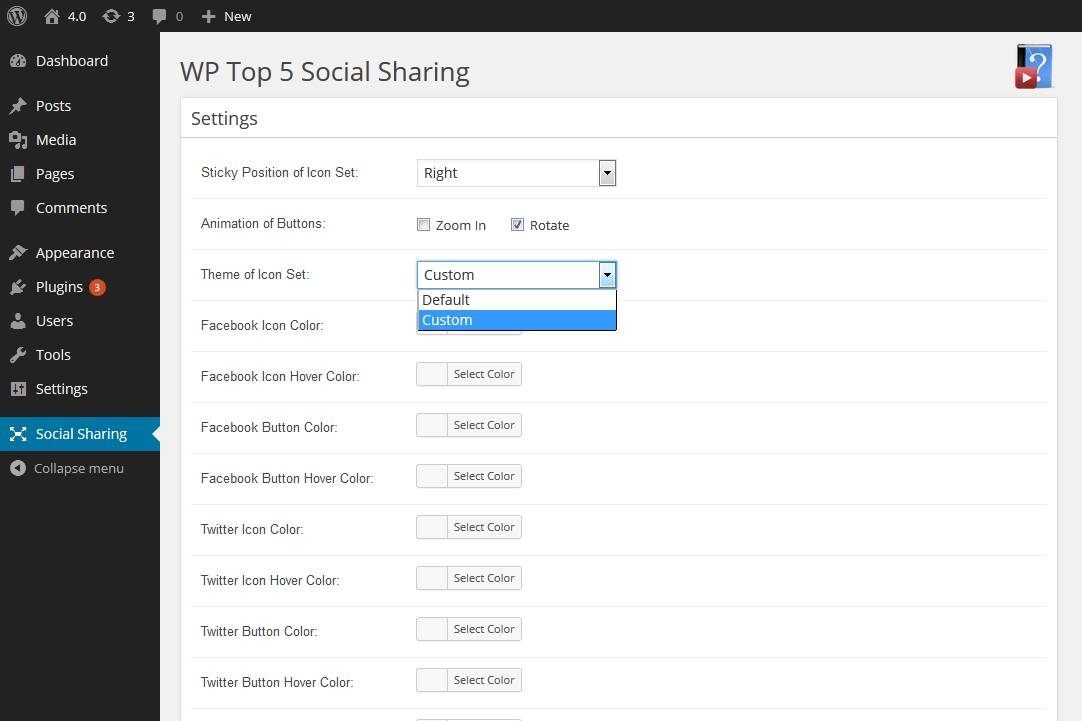 4.0 3 0 New
Dashboard
Posts
Media
Pages
Comments
Appearance
Plugins 3
Users
Tools
Settings
Social Sharing
Collapse menu
WP Top 5 Social Sharing
?
Settings
Sticky Position of Icon Set: Right
Animation of Buttons: Zoom In Rotate
Theme of Icon Set: Custom
Default
Custom
Facebook Icon Color:
Facebook Icon Hover Color: Select Color
Facebook Button Color: Select Color
Facebook Button Hover Color: Select Color
Twitter Icon Color: Select Color
Twitter Icon Hover Color: Select Color
Twitter Button Color: Select Color
Twitter Button Hover Color: Select Color